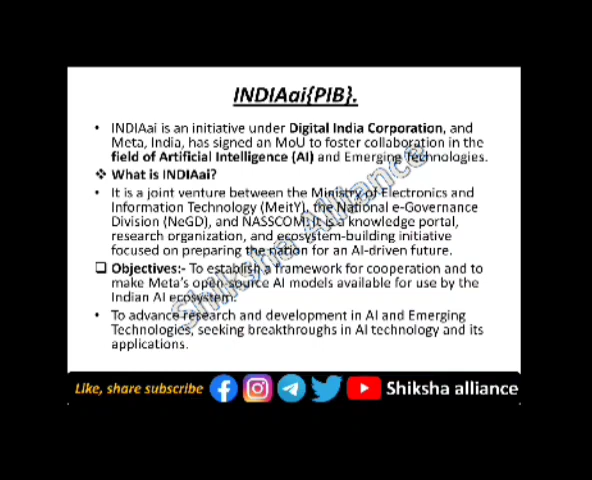 INDIAai{PIB}.
• INDIAai is an initiative under Digital India Corporation, and
Meta, India, has signed an MoU to foster collaboration in the
field of Artificial Intelligence (AI) and Emerging Technologies.
❖ What is INDIAai?
• It is a joint venture between the Ministry of Electronics and
Information Technology (MeitY), the National e-Governance
Division (NeGD), and NASSCOM. It is a knowledge portal,
research organization, and ecosystem-building initiative
focused on preparing the nation for an AI-driven future.
❑ Objectives:- To establish a framework for cooperation and to
make Meta's open-source AI models available for use by the
Indian AI ecosystem.
• To advance research and development in AI and Emerging
Technologies, seeking breakthroughs in AI technology and its
applications.
Shiksha Alliance
Like, share subscribe Shiksha alliance